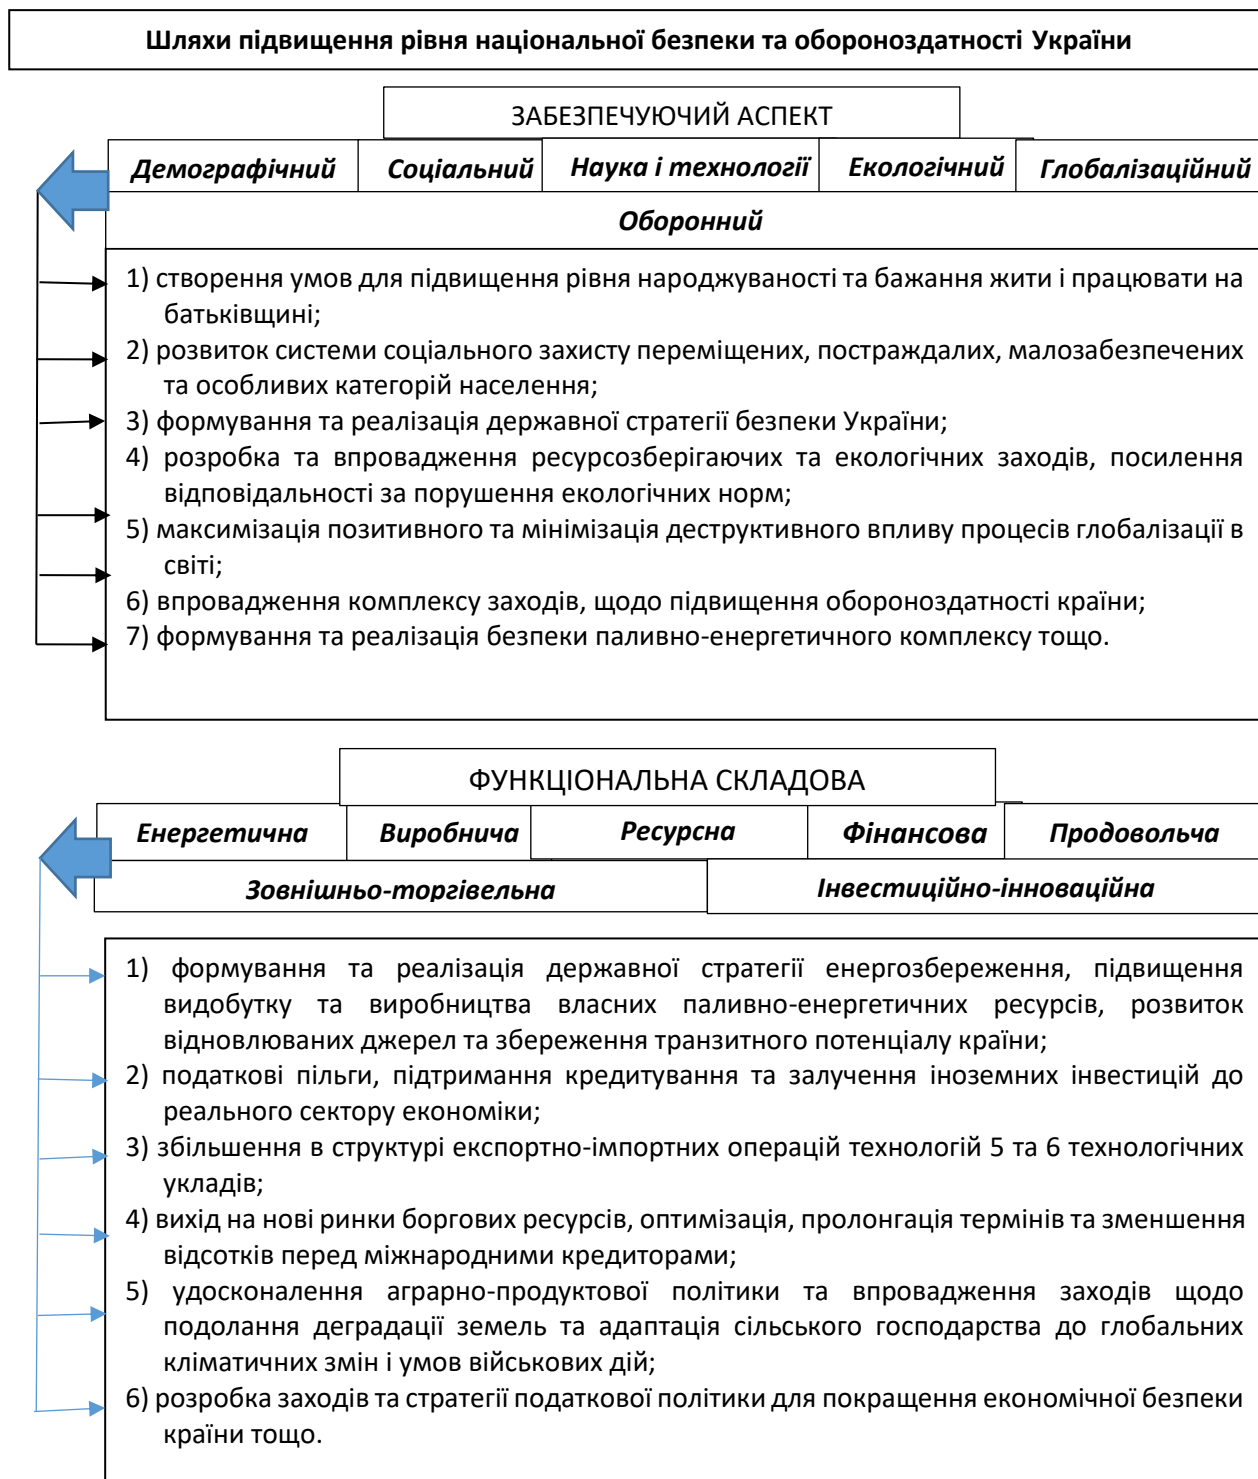 Шляхи підвищення рівня національної безпеки та обороноздатності України
ЗАБЕЗПЕЧУЮЧИЙ АСПЕКТ
Демографічний Соціальний Наука і технології Екологічний Глобалізаційний
Оборонний
1) створення умов для підвищення рівня народжуваності та бажання жити і працювати на
батьківщині;
2) розвиток системи соціального захисту переміщених, постраждалих, малозабезпечених
та особливих категорій населення;
3) формування та реалізація державної стратегії безпеки України;
4) розробка та впровадження ресурсозберігаючих та екологічних заходів, посилення
відповідальності за порушення екологічних норм;
5) максимізація позитивного та мінімізація деструктивного впливу процесів глобалізації в
світі;
6) впровадження комплексу заходів, щодо підвищення обороноздатності країни;
7) формування та реалізація безпеки паливно-енергетичного комплексу тощо.
ФУНКЦІОНАЛЬНА СКЛАДОВА
Енергетична Виробнича Ресурсна Фінансова Продовольча
Зовнішньо-торгівельна Інвестиційно-інноваційна
1) формування та реалізація державної стратегії енергозбереження, підвищення
видобутку та виробництва власних паливно-енергетичних ресурсів, розвиток
відновлюваних джерел та збереження транзитного потенціалу країни;
2) податкові пільги, підтримання кредитування та залучення іноземних інвестицій до
реального сектору економіки;
3) збільшення в структурі експортно-імпортних операцій технологій 5 та 6 технологічних
укладів;
4) вихід на нові ринки боргових ресурсів, оптимізація, пролонгація термінів та зменшення
відсотків перед міжнародними кредиторами;
5) удосконалення аграрно-продуктової політики та впровадження заходів щодо
подолання деградації земель та адаптація сільського господарства до глобальних
кліматичних змін і умов військових дій;
6) розробка заходів та стратегії податкової політики для покращення економічної безпеки
країни тощо.